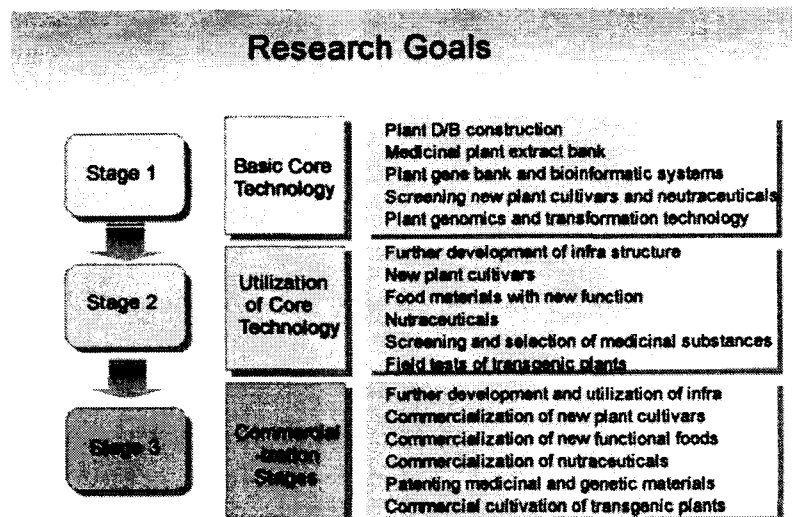 Research Goals
Stage 1
Basic Core
Technology
Plant D/B construction
Medicinal plant extract bank
Plant gene bank and bioinformatic systems
Screening new plant cultivars and neutraceuticals
Plant genomics and transformation technology
Stage 2
Utilization
of Core
Technology
Further development of infra structure
New plant cultivars
Food materials with new function
Nutraceuticals
Screening and selection of medicinal substances
Field tests of transgenic plants
Stage 3
Commercial
-ization
Stages
Further development and utilization of infra
Commercialization of new plant cultivars
Commercialization of new functional foods
Commercialization of nutraceuticals
Patenting medicinal and genetic materials
Commercial cultivation of transgenic plants